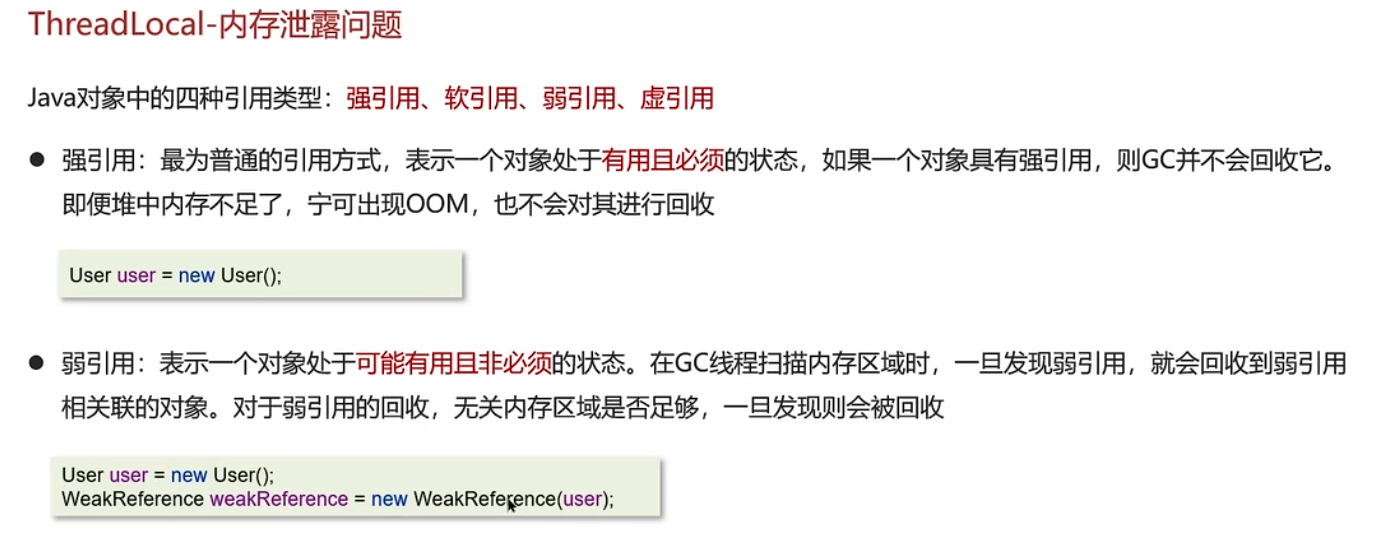 ThreadLocal-内存泄露问题
Java对象中的四种引用类型：强引用、软引用、弱引用、虚引用
● 强引用：最为普通的引用方式，表示一个对象处于有用且必须的状态，如果一个对象具有强引用，则GC并不会回收它。
即便堆中内存不足了，宁可出现OOM，也不会对其进行回收
User user = new User();
● 弱引用：表示一个对象处于可能有用且非必须的状态。在GC线程扫描内存区域时，一旦发现弱引用，就会回收到弱引用
相关联的对象。对于弱引用的回收，无关内存区域是否足够，一旦发现则会被回收
User user = new User();
WeakReference weakReference = new WeakReference(user);